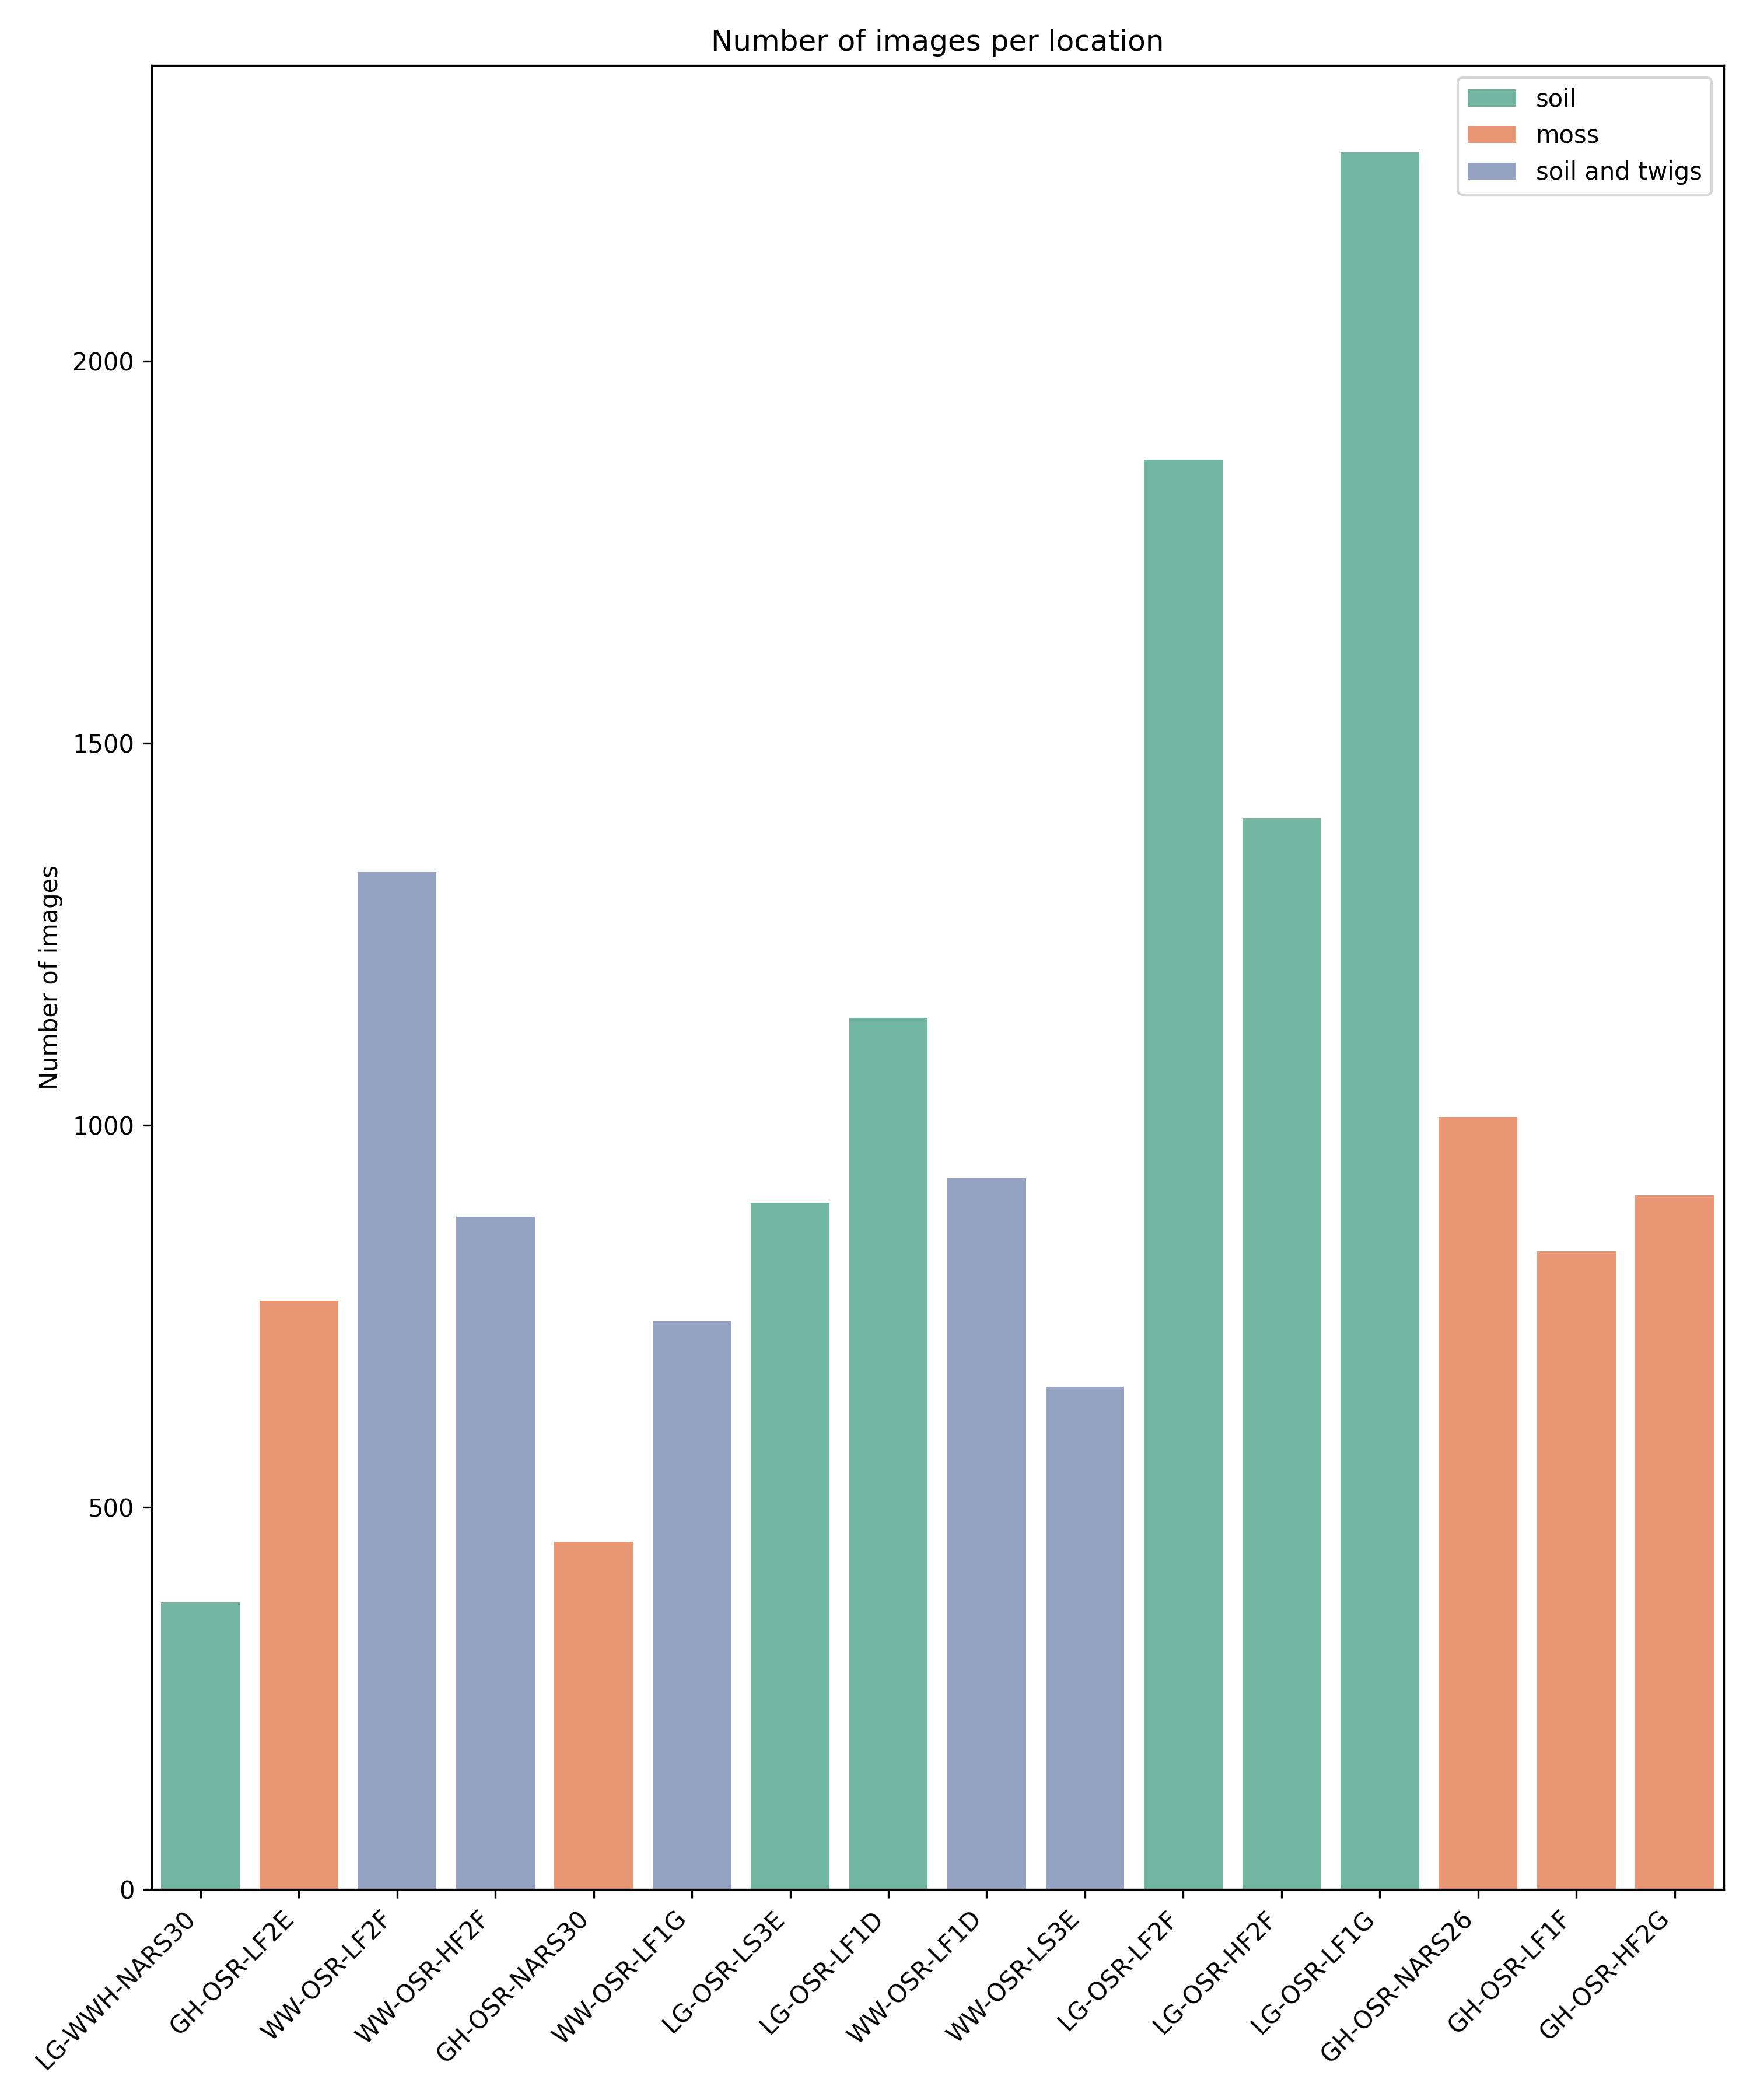 Number of images per location
soil
moss
soil and twigs
Number of images
2000
1500
1000
500
0
LG-WWH-NARS30
GH-OSR-LF2E
WW-OSR-LF2F
WW-OSR-HF2F
GH-OSR-NARS30
WW-OSR-LF1G
LG-OSR-LS3E
LG-OSR-LF1D
WW-OSR-LF1D
WW-OSR-LS3E
LG-OSR-LF2F
LG-OSR-HF2F
LG-OSR-LF1G
GH-OSR-NARS26
GH-OSR-LF1F
GH-OSR-HF2G